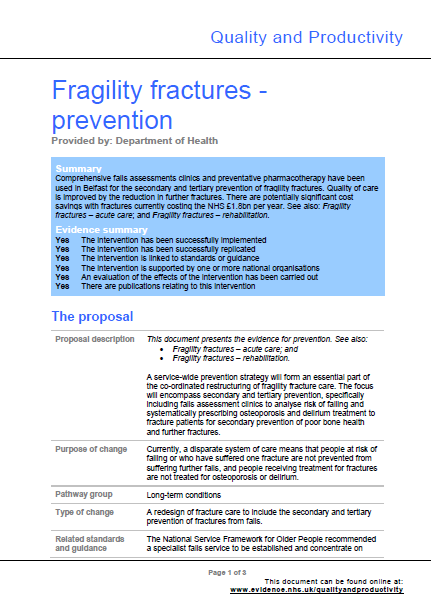 Quality and Productivity
Fragility fractures -
prevention
Provided by: Department of Health
Summary
Comprehensive falls assessments clinics and preventative pharmacotherapy have been
used in Belfast for the secondary and tertiary prevention of fragility fractures. Quality of care
is improved by the reduction in further fractures. There are potentially significant cost
savings with fractures currently costing the NHS £1.8bn per year. See also: Fragility
fractures – acute care; and Fragility fractures – rehabilitation.
Evidence summary
Yes The intervention has been successfully implemented
Yes The intervention has been successfully replicated
Yes The intervention is linked to standards or guidance
Yes The intervention is supported by one or more national organisations
Yes An evaluation of the effects of the intervention has been carried out
Yes There are publications relating to this intervention
The proposal
Proposal description This document presents the evidence for prevention. See also:
• Fragility fractures – acute care; and
• Fragility fractures – rehabilitation.
A service-wide prevention strategy will form an essential part of
the co-ordinated restructuring of fragility fracture care. The focus
will encompass secondary and tertiary prevention, specifically
including falls assessment clinics to analyse risk of falling and
systematically prescribing osteoporosis and delirium treatment to
fracture patients for secondary prevention of poor bone health
and further fractures.
Purpose of change Currently, a disparate system of care means that people at risk of
falling or who have suffered one fracture are not prevented from
suffering further falls, and people receiving treatment for fractures
are not treated for osteoporosis or delirium.
Pathway group Long-term conditions
Type of change A redesign of fracture care to include the secondary and tertiary
prevention of fractures from falls.
Related standards The National Service Framework for Older People recommended
and guidance a specialist falls service to be established and concentrate on
Page 1 of 3
This document can be found online at:
www.evidence.nhs.uk/qualityandproductivity